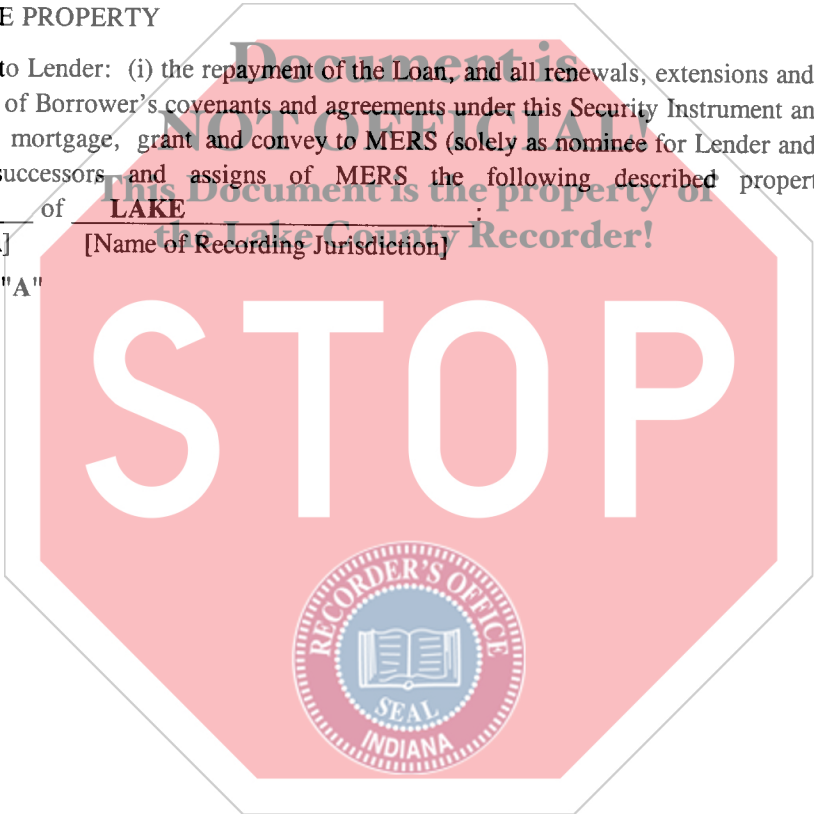 E PROPERTY
to Lender: (i) the repayment of the Loan, and all renewals, extensions and
of Borrower's covenants and agreements under this Security Instrument an
mortgage, grant and convey to MERS (solely as nominee for Lender and
successors and assigns of MERS the following described propert
of LAKE :
[Name of Recording Jurisdiction]
"A"
Document is
NOT OFFICIAL!
This Document is the property of
the Lake County Recorder!
STOP
RECORDER'S OFFICE
SEAL
INDIANA